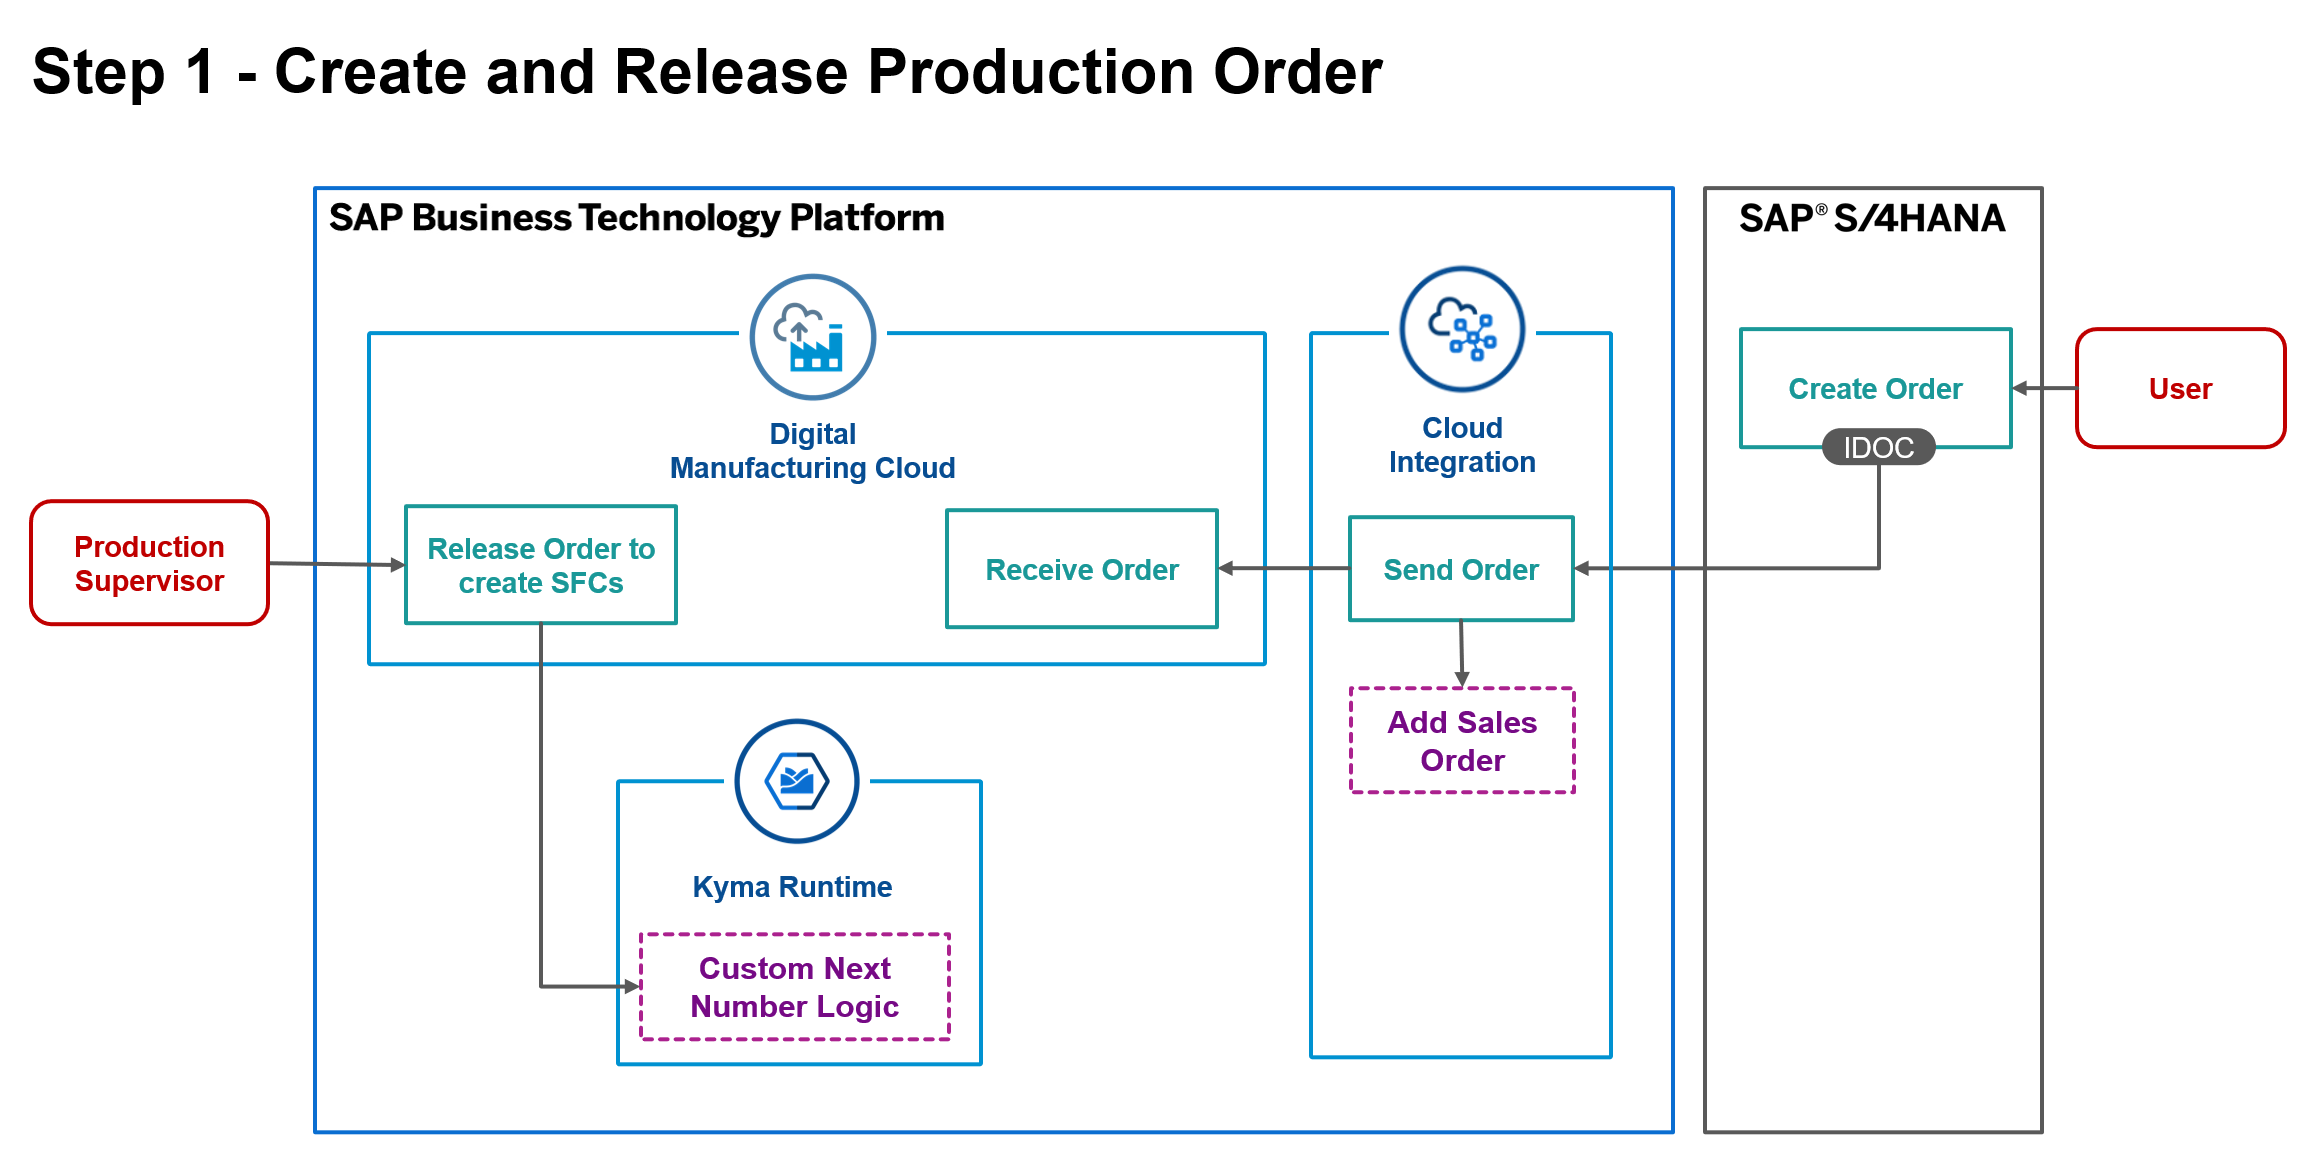 Step 1 - Create and Release Production Order
SAP Business Technology Platform
SAP® S/4HANA
Digital
Manufacturing Cloud
Cloud
Integration
Create Order
IDOC
User
Production
Supervisor
Release Order to
create SFCs
Receive Order
Send Order
Add Sales
Order
Kyma Runtime
Custom Next
Number Logic